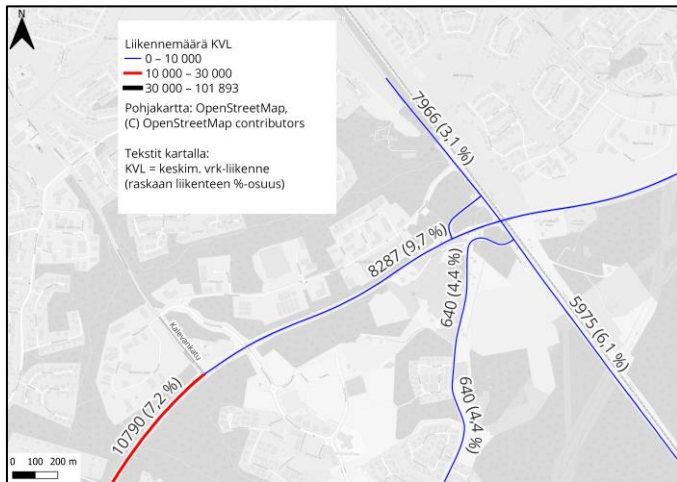 N
Liikennemäärä KVL
0 – 10 000
10 000 – 30 000
30 000 – 101 893
Pohjakartta: OpenStreetMap,
(C) OpenStreetMap contributors
Tekstit kartalla:
KVL = keskim. vrk-liikenne
(raskaan liikenteen %-osuus)
7966 (3,1 %)
8287 (9,7 %)
640 (4,4 %)
5975 (6,1 %)
Kalevankatu
10790 (7,2 %)
640 (4,4 %)
0 100 200 m